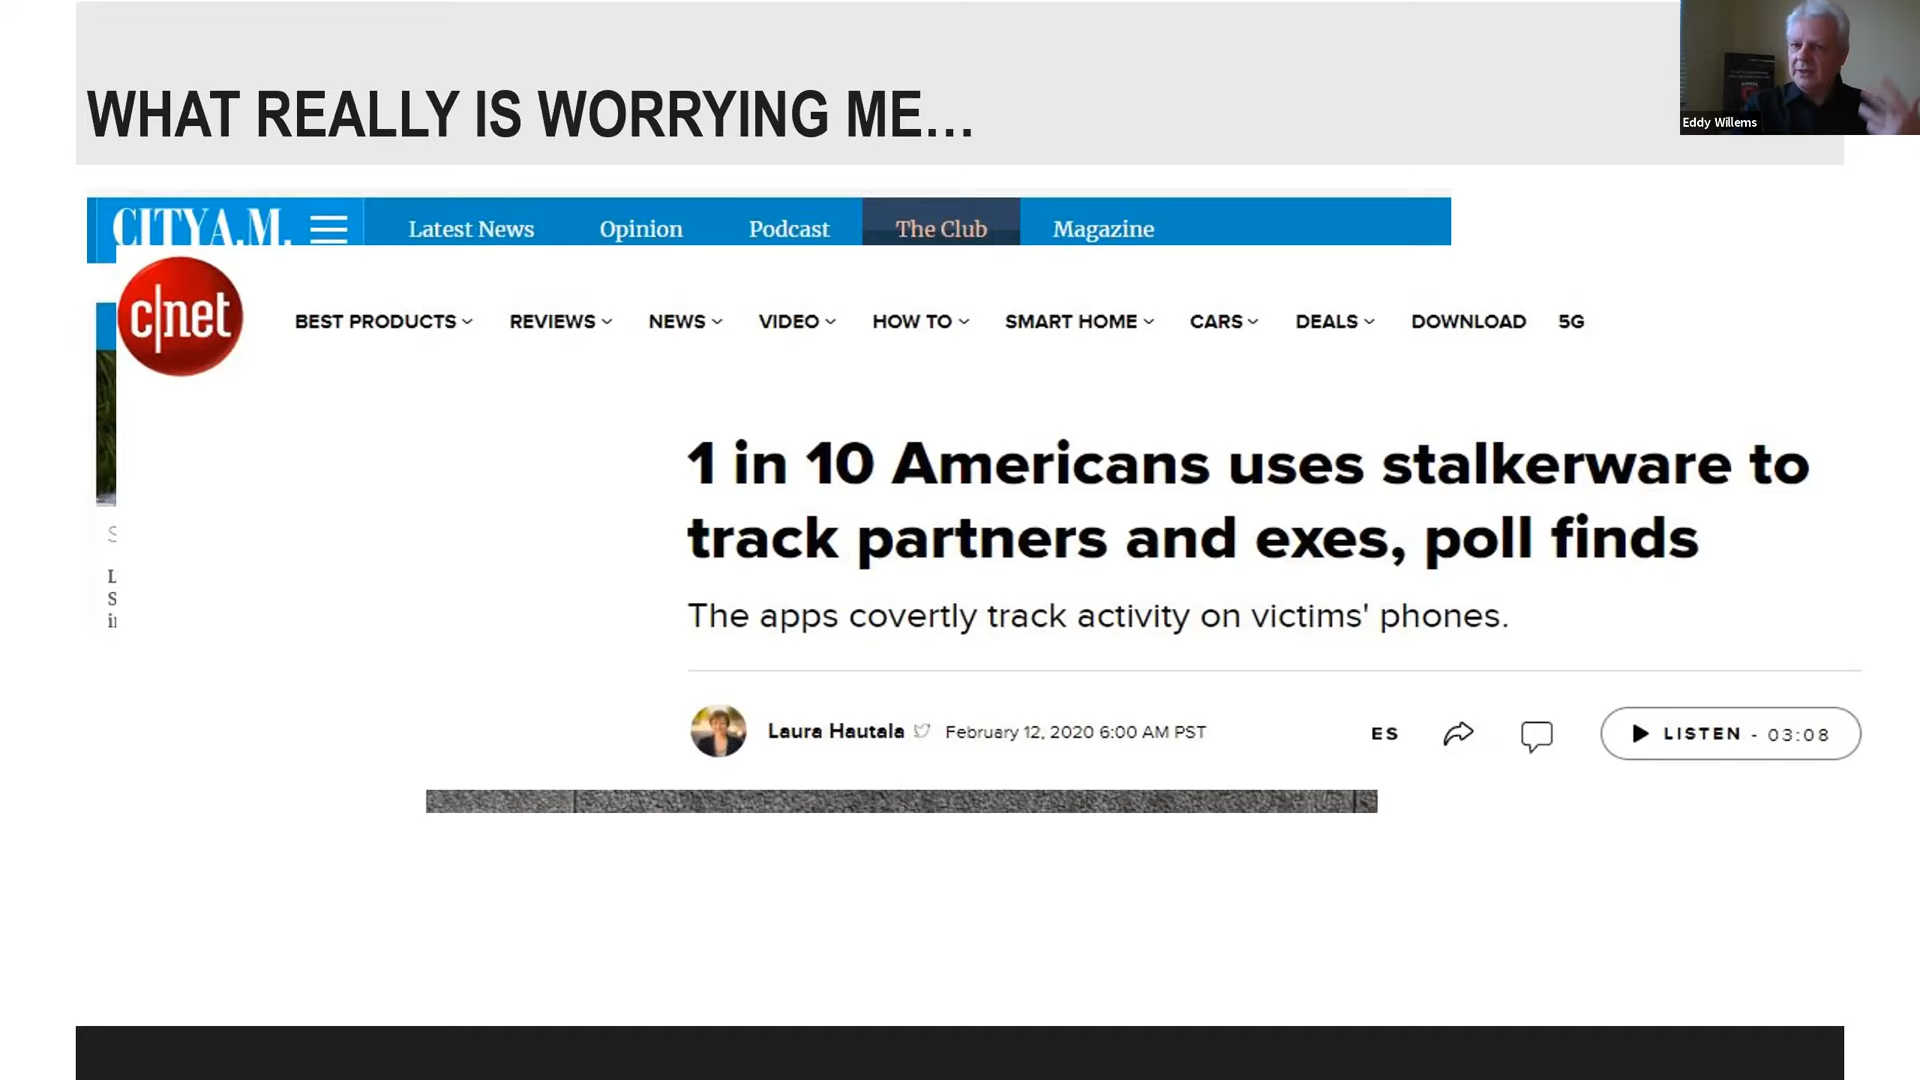 WHAT REALLY IS WORRYING ME...
Eddy Willems
CITYA.M.
Latest News Opinion Podcast The Club Magazine
c|net
BEST PRODUCTS REVIEWS NEWS VIDEO HOW TO SMART HOME CARS DEALS DOWNLOAD 5G
1 in 10 Americans uses stalkerware to
track partners and exes, poll finds
The apps covertly track activity on victims' phones.
S
L
S
Laura Hautala February 12, 2020 6:00 AM PST ES LISTEN - 03:08